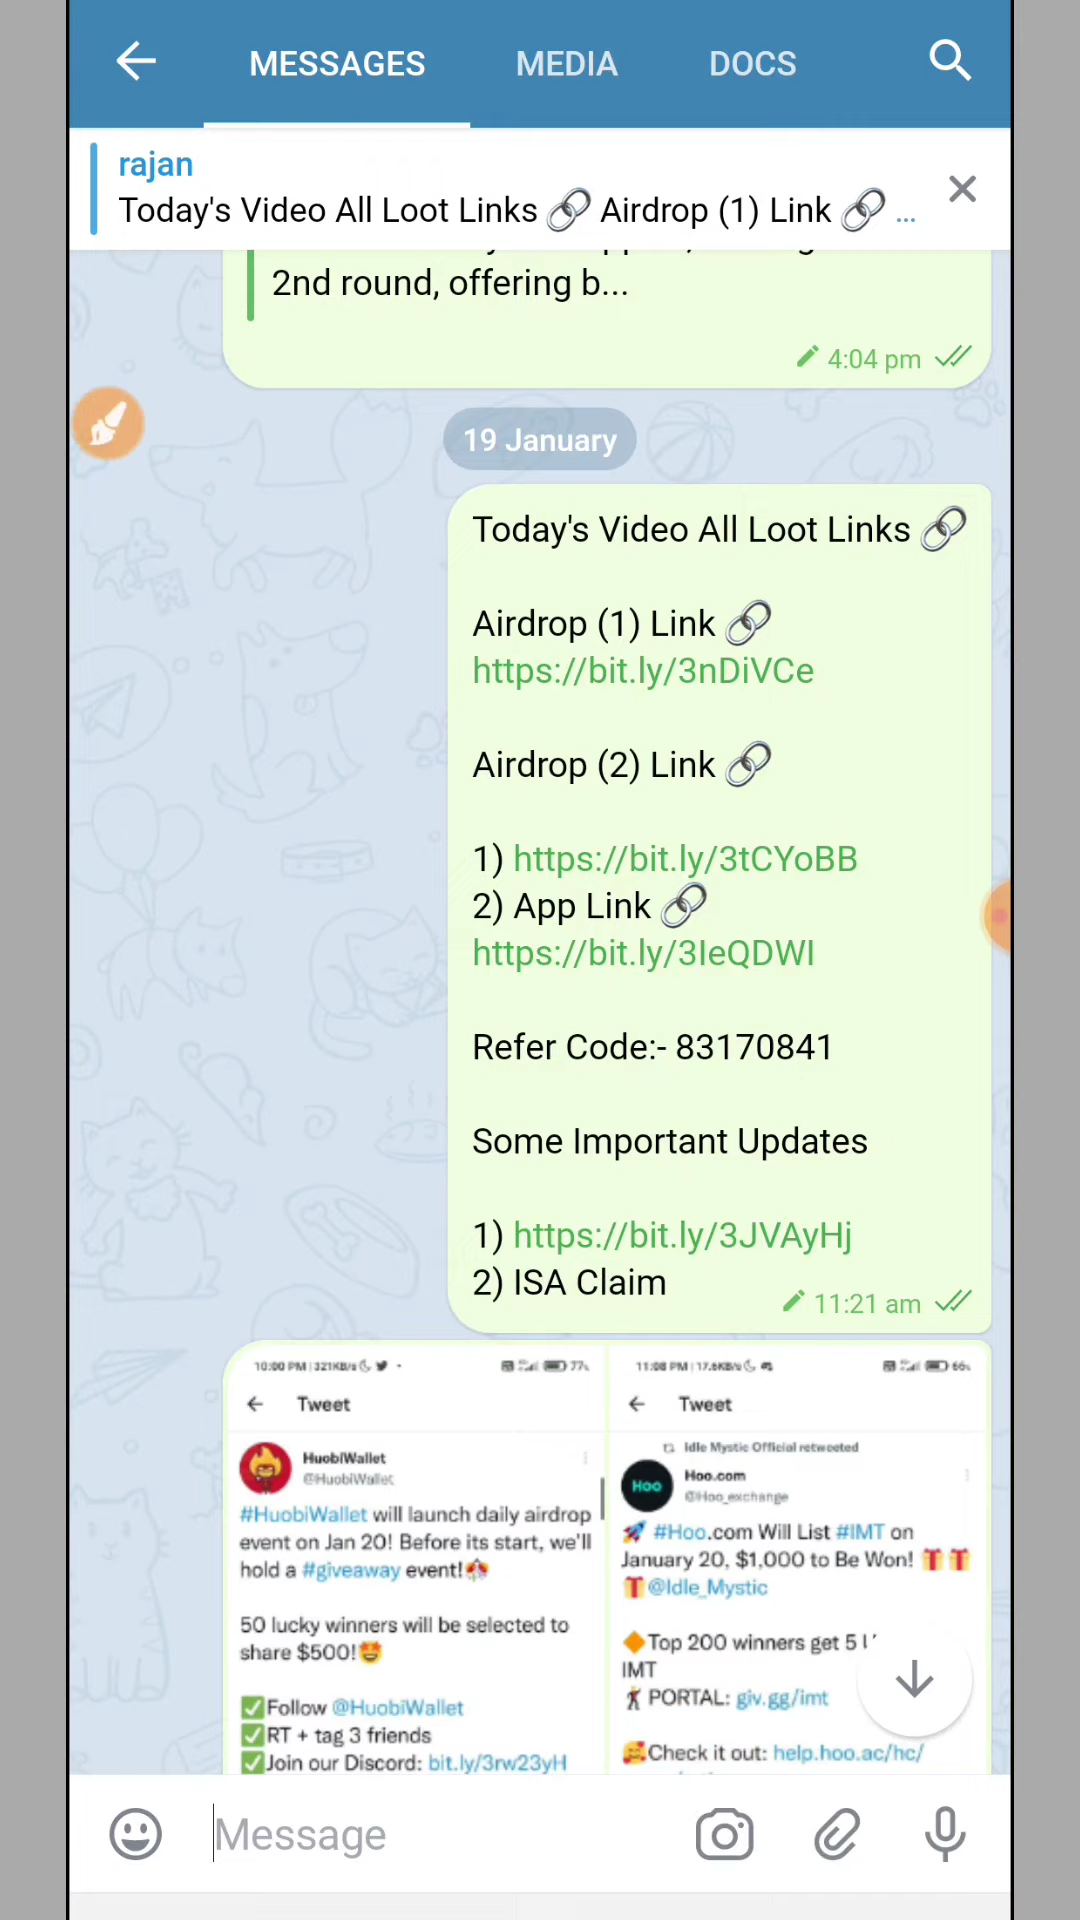 MESSAGES MEDIA DOCS
rajan
Today's Video All Loot Links 🔗 Airdrop (1) Link 🔗 ...
2nd round, offering b...
4:04 pm
19 January
Today's Video All Loot Links 🔗
Airdrop (1) Link 🔗
https://bit.ly/3nDiVCe
Airdrop (2) Link 🔗
1) https://bit.ly/3tCYoBB
2) App Link 🔗
https://bit.ly/3IeQDWI
Refer Code:- 83170841
Some Important Updates
1) https://bit.ly/3JVAyHj
2) ISA Claim
11:21 am
10:00 PM | 321KB/s
77%
Tweet
HuobiWallet
@HuobiWallet
#HuobiWallet will launch daily airdrop
event on Jan 20! Before its start, we'll
hold a #giveaway event!
50 lucky winners will be selected to
share $500!🤩
✅Follow @HuobiWallet
✅RT + tag 3 friends
✅Join our Discord: bit.ly/3rw23yH
11:08 PM | 17.6KB/s
66%
Tweet
Idle Mystic Official retweeted
Hoo.com
Hoo
@Hoo_exchange
🚀 #Hoo.com Will List #IMT on
January 20, $1,000 to Be Won! 🎁🎁
🎁@Idle_Mystic
🔶Top 200 winners get 5
IMT
PORTAL: giv.gg/imt
🥰Check it out: help.hoo.ac/hc/
Message